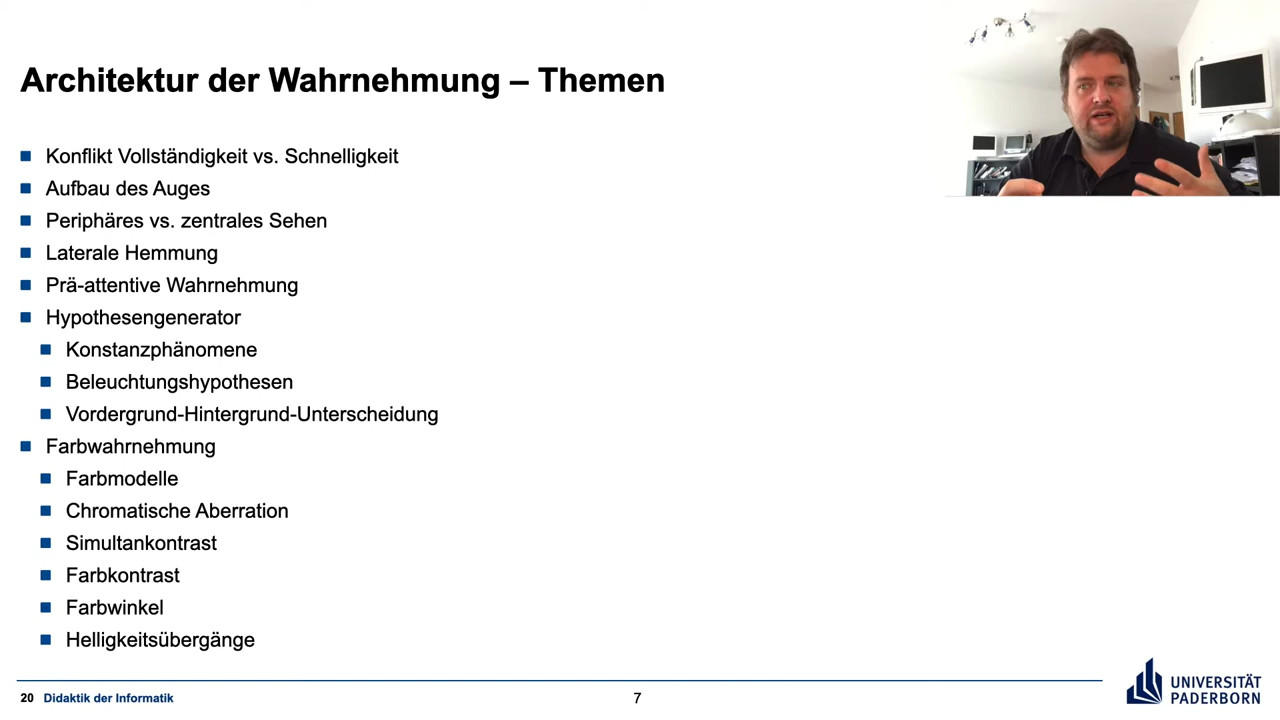 Architektur der Wahrnehmung – Themen
Konflikt Vollständigkeit vs. Schnelligkeit
Aufbau des Auges
Periphäres vs. zentrales Sehen
Laterale Hemmung
Prä-attentive Wahrnehmung
Hypothesengenerator
Konstanzphänomene
Beleuchtungshypothesen
Vordergrund-Hintergrund-Unterscheidung
Farbwahrnehmung
Farbmodelle
Chromatische Aberration
Simultankontrast
Farbkontrast
Farbwinkel
Helligkeitsübergänge
20 Didaktik der Informatik
7
UNIVERSITÄT
PADERBORN